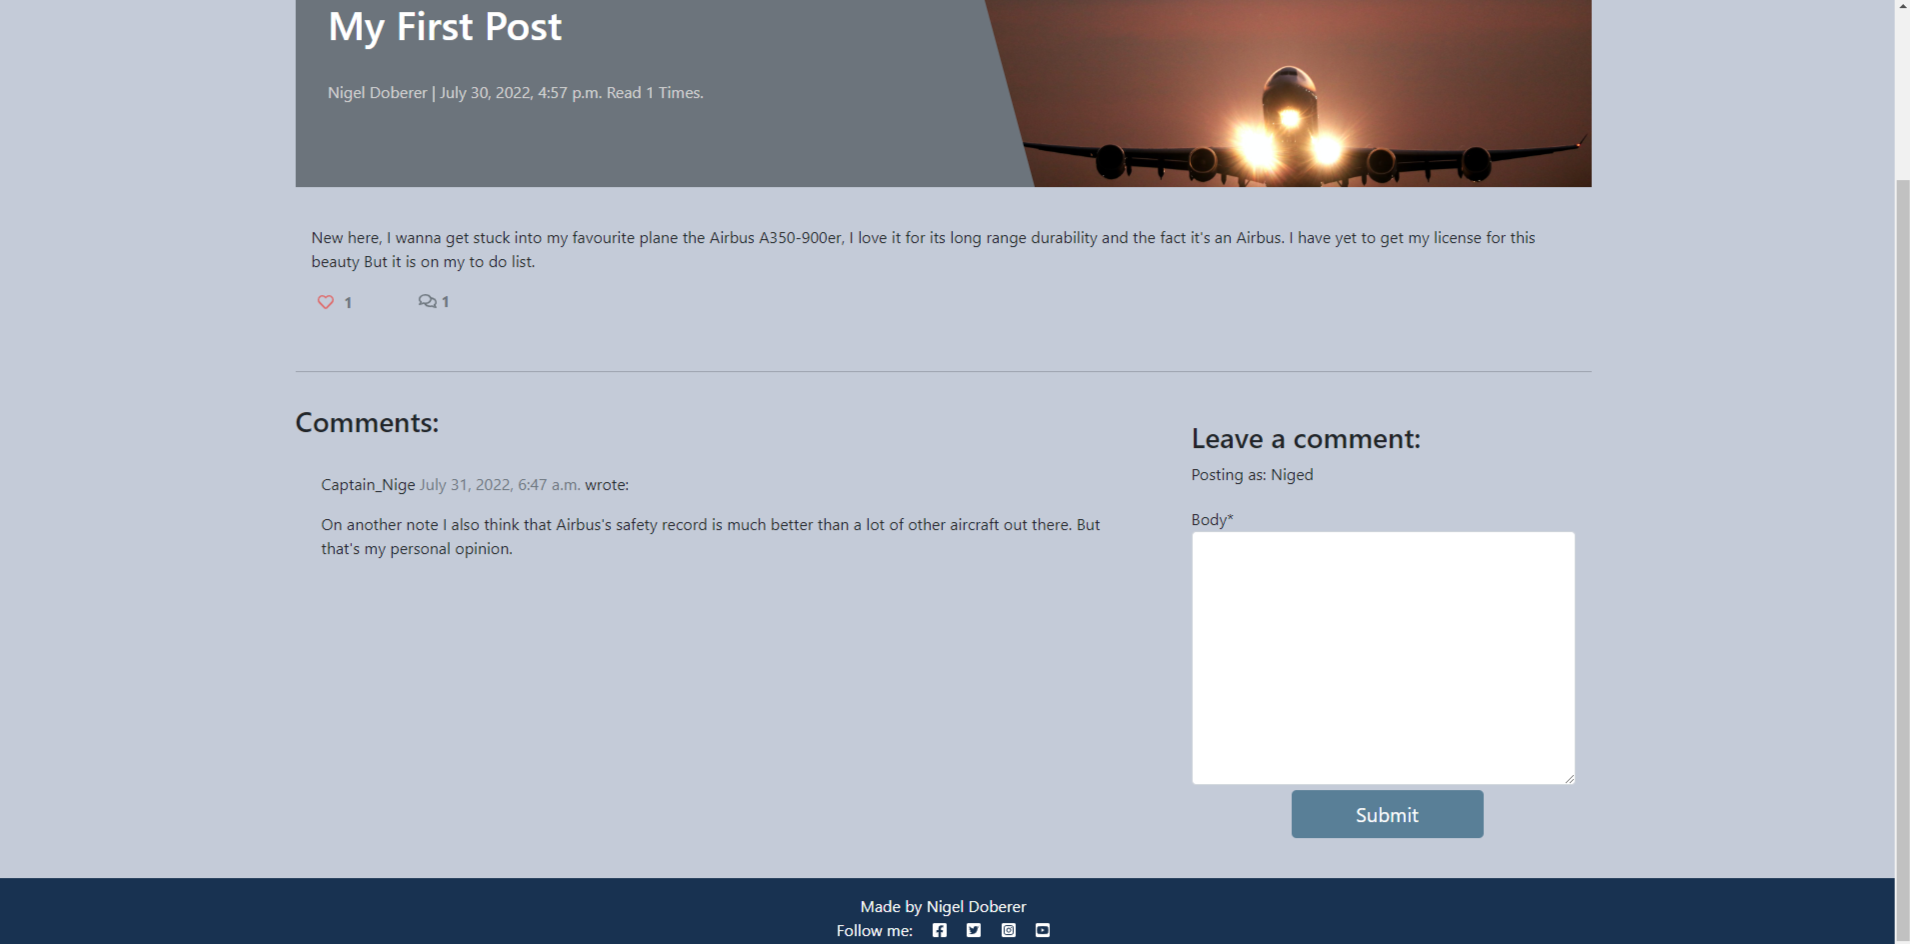 My First Post
Nigel Doberer | July 30, 2022, 4:57 p.m. Read 1 Times.
New here, I wanna get stuck into my favourite plane the Airbus A350-900er, I love it for its long range durability and the fact it's an Airbus. I have yet to get my license for this
beauty But it is on my to do list.
1 1
Comments:
Captain_Nige July 31, 2022, 6:47 a.m. wrote:
On another note I also think that Airbus's safety record is much better than a lot of other aircraft out there. But
that's my personal opinion.
Leave a comment:
Posting as: Niged
Body*
Submit
Made by Nigel Doberer
Follow me: